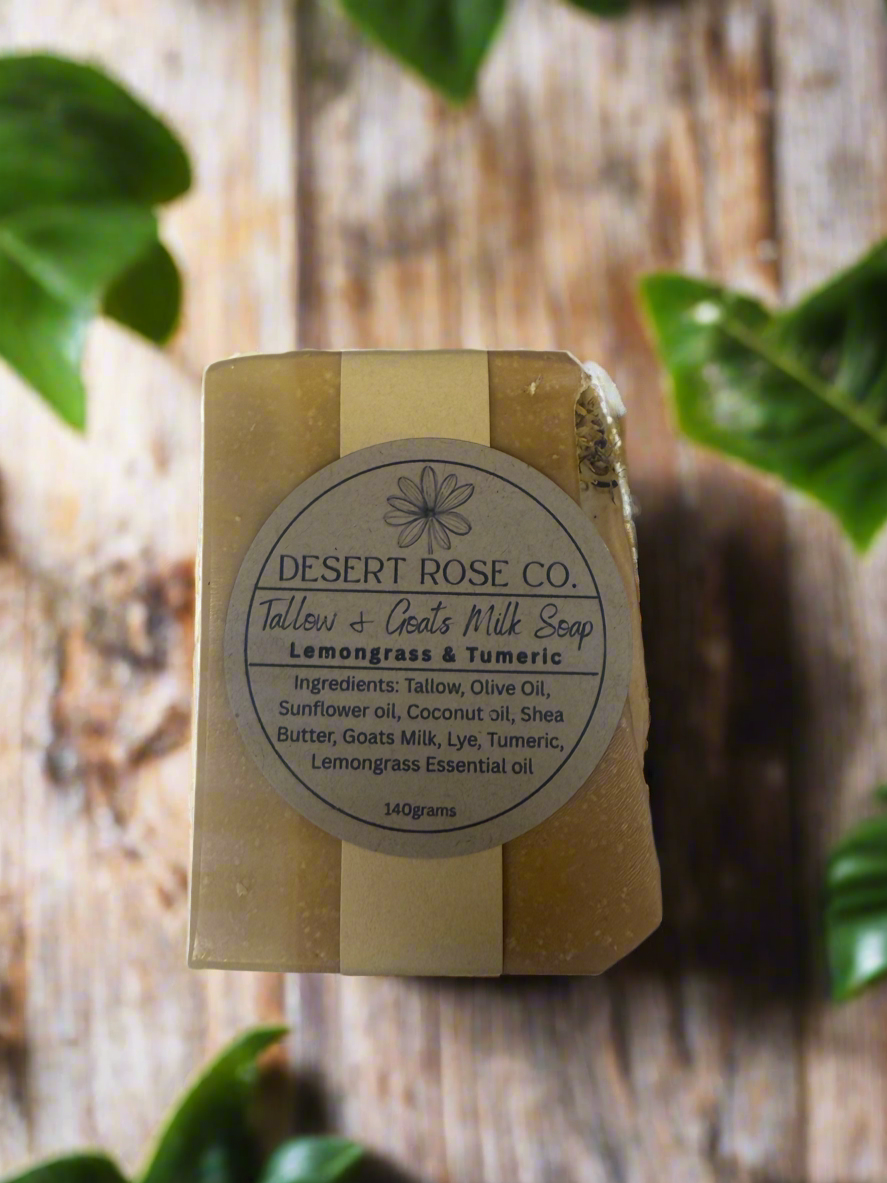 DESERT ROSE CO.
Tallow & Goats Milk Soap
Lemongrass & Tumeric
Ingredients: Tallow, Olive Oil,
Sunflower oil, Coconut oil, Shea
Butter, Goats Milk, Lye, Tumeric,
Lemongrass Essential oil
140grams